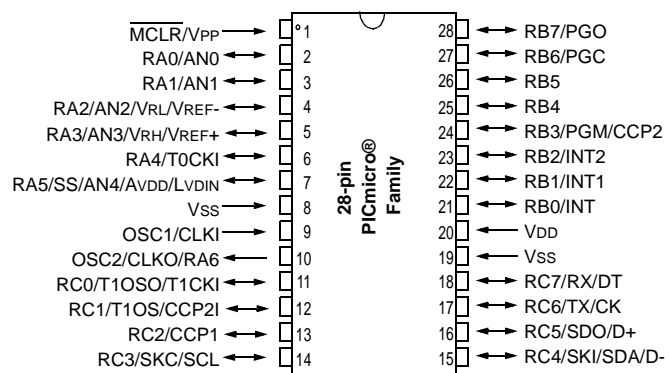 MCLR/VPP
RA0/AN0
RA1/AN1
RA2/AN2/VRL/VREF-
RA3/AN3/VRH/VREF+
RA4/T0CKI
RA5/SS/AN4/AVDD/LVDIN
VSS
OSC1/CLKI
OSC2/CLKO/RA6
RC0/T1OSO/T1CKI
RC1/T1OS/CCP2I
RC2/CCP1
RC3/SKC/SCL
°1
2
3
4
5
6
7
8
9
10
11
12
13
14
28-pin
PICmicro®
Family
28
27
26
25
24
23
22
21
20
19
18
17
16
15
RB7/PGO
RB6/PGC
RB5
RB4
RB3/PGM/CCP2
RB2/INT2
RB1/INT1
RB0/INT
VDD
VSS
RC7/RX/DT
RC6/TX/CK
RC5/SDO/D+
RC4/SKI/SDA/D-